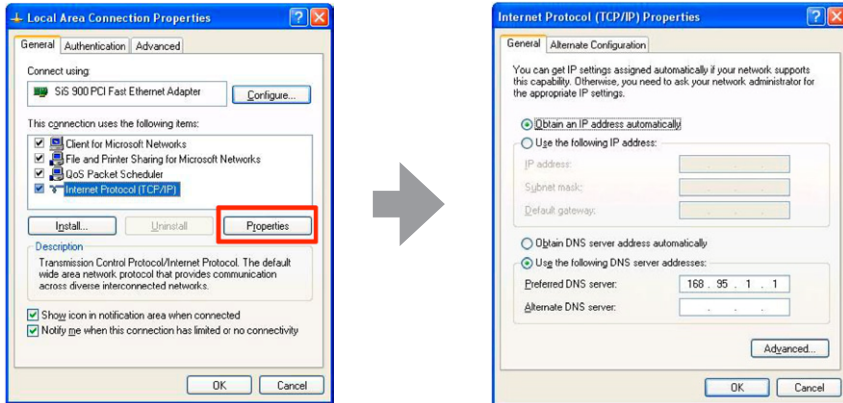 Local Area Connection Properties
General Authentication Advanced
Connect using:
SiS 900 PCI Fast Ethernet Adapter
Configure...
This connection uses the following items:
Client for Microsoft Networks
File and Printer Sharing for Microsoft Networks
QoS Packet Scheduler
Internet Protocol (TCP/IP)
Install... Uninstall Properties
Description
Transmission Control Protocol/Internet Protocol. The default
wide area network protocol that provides communication
across diverse interconnected networks.
Show icon in notification area when connected
Notify me when this connection has limited or no connectivity
OK Cancel
Internet Protocol (TCP/IP) Properties
General Alternate Configuration
You can get IP settings assigned automatically if your network supports
this capability. Otherwise, you need to ask your network administrator for
the appropriate IP settings.
Obtain an IP address automatically
Use the following IP address:
IP address:
Subnet mask:
Default gateway:
Obtain DNS server address automatically
Use the following DNS server addresses:
Preferred DNS server: 168 . 95 . 1 . 1
Alternate DNS server: . . .
Advanced...
OK Cancel